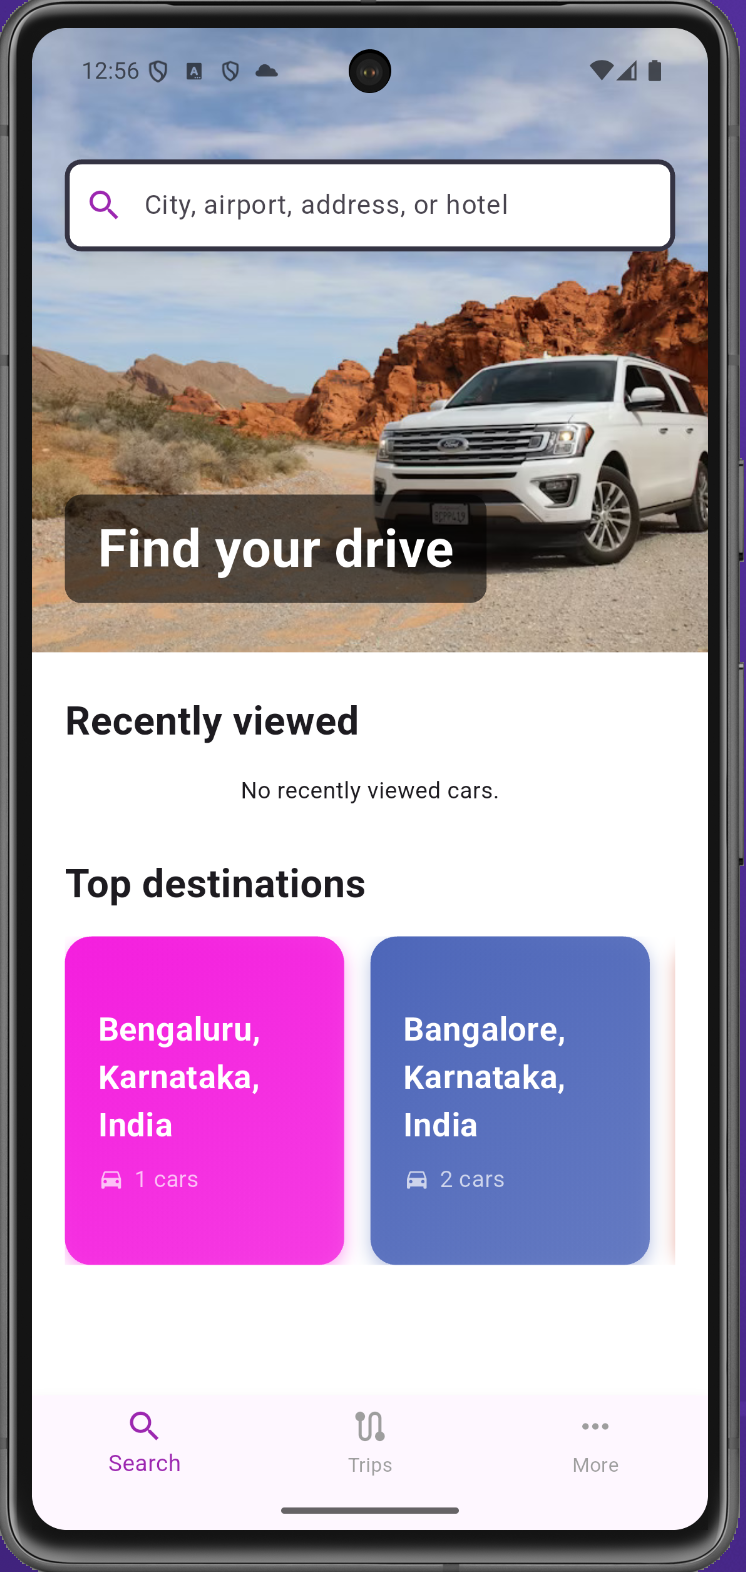 12:56
City, airport, address, or hotel
Find your drive
Recently viewed
No recently viewed cars.
Top destinations
Bengaluru,
Karnataka,
India
1 cars
Bangalore,
Karnataka,
India
2 cars
Search
Trips
More